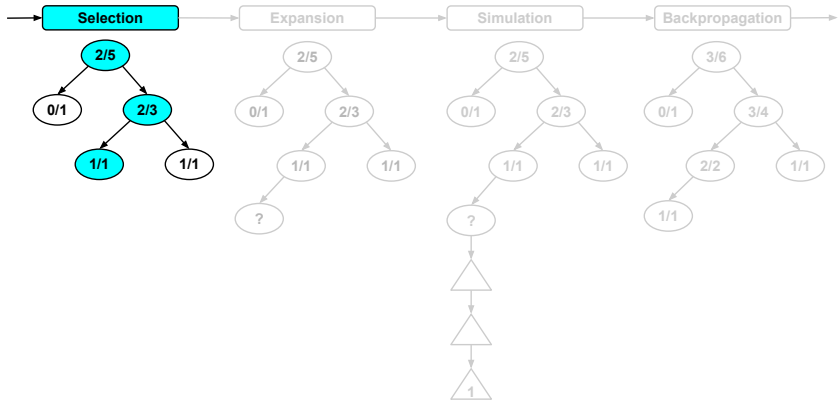 Selection Expansion Simulation Backpropagation
2/5 2/5 2/5 3/6
0/1 2/3 0/1 2/3 0/1 2/3 0/1 3/4
1/1 1/1 1/1 1/1 1/1 1/1 2/2 1/1
? ? 1/1
1